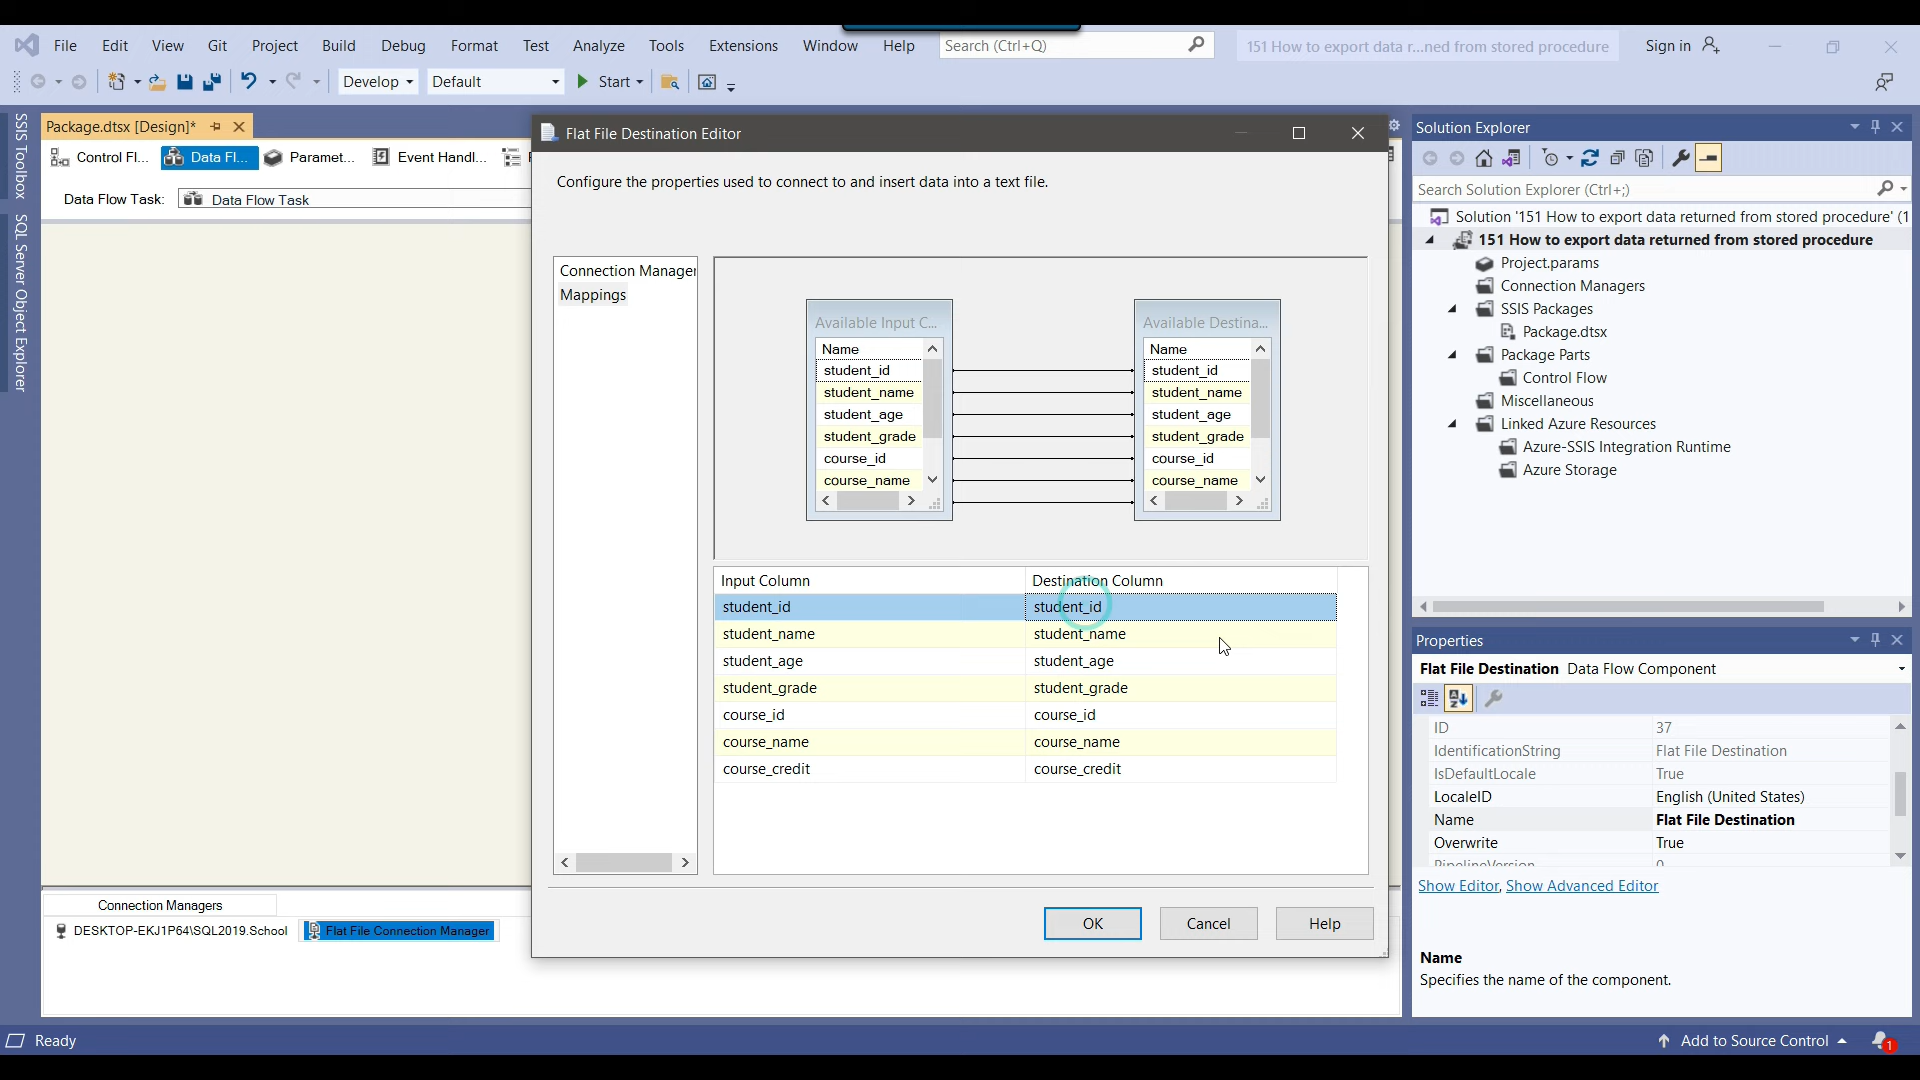 File Edit View Git Project Build Debug Format Test Analyze Tools Extensions Window Help Search (Ctrl+Q) 151 How to export data r...ned from stored procedure Sign in
Develop Default Start
Package.dtsx [Design]*
Control Fl... Data Fl... Paramet... Event Handl...
Data Flow Task: Data Flow Task
SSIS Toolbox
SQL Server Object Explorer
Flat File Destination Editor
Configure the properties used to connect to and insert data into a text file.
Connection Manager
Mappings
Available Input C...
Name
student_id
student_name
student_age
student_grade
course_id
course_name
Available Destina...
Name
student_id
student_name
student_age
student_grade
course_id
course_name
Input Column Destination Column
student_id student_id
student_name student_name
student_age student_age
student_grade student_grade
course_id course_id
course_name course_name
course_credit course_credit
OK Cancel Help
Connection Managers
DESKTOP-EKJ1P64\SQL2019.School Flat File Connection Manager
Solution Explorer
Search Solution Explorer (Ctrl+;)
Solution '151 How to export data returned from stored procedure' (1
151 How to export data returned from stored procedure
Project.params
Connection Managers
SSIS Packages
Package.dtsx
Package Parts
Control Flow
Miscellaneous
Linked Azure Resources
Azure-SSIS Integration Runtime
Azure Storage
Properties
Flat File Destination Data Flow Component
ID 37
IdentificationString Flat File Destination
IsDefaultLocale True
LocaleID English (United States)
Name Flat File Destination
Overwrite True
PipelineVersion 0
Show Editor, Show Advanced Editor
Name
Specifies the name of the component.
Ready Add to Source Control 1